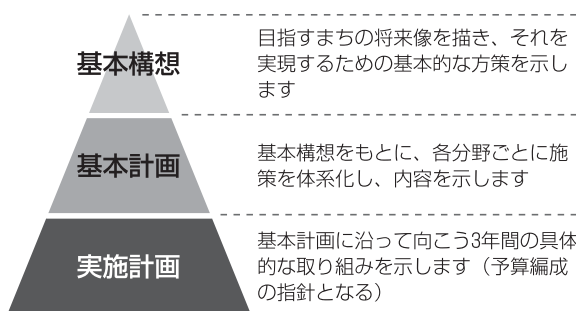 基本構想
目指すまちの将来像を描き、それを
実現するための基本的な方策を示し
ます
基本計画
基本構想をもとに、各分野ごとに施
策を体系化し、内容を示します
実施計画
基本計画に沿って向こう3年間の具体
的な取り組みを示します（予算編成
の指針となる）